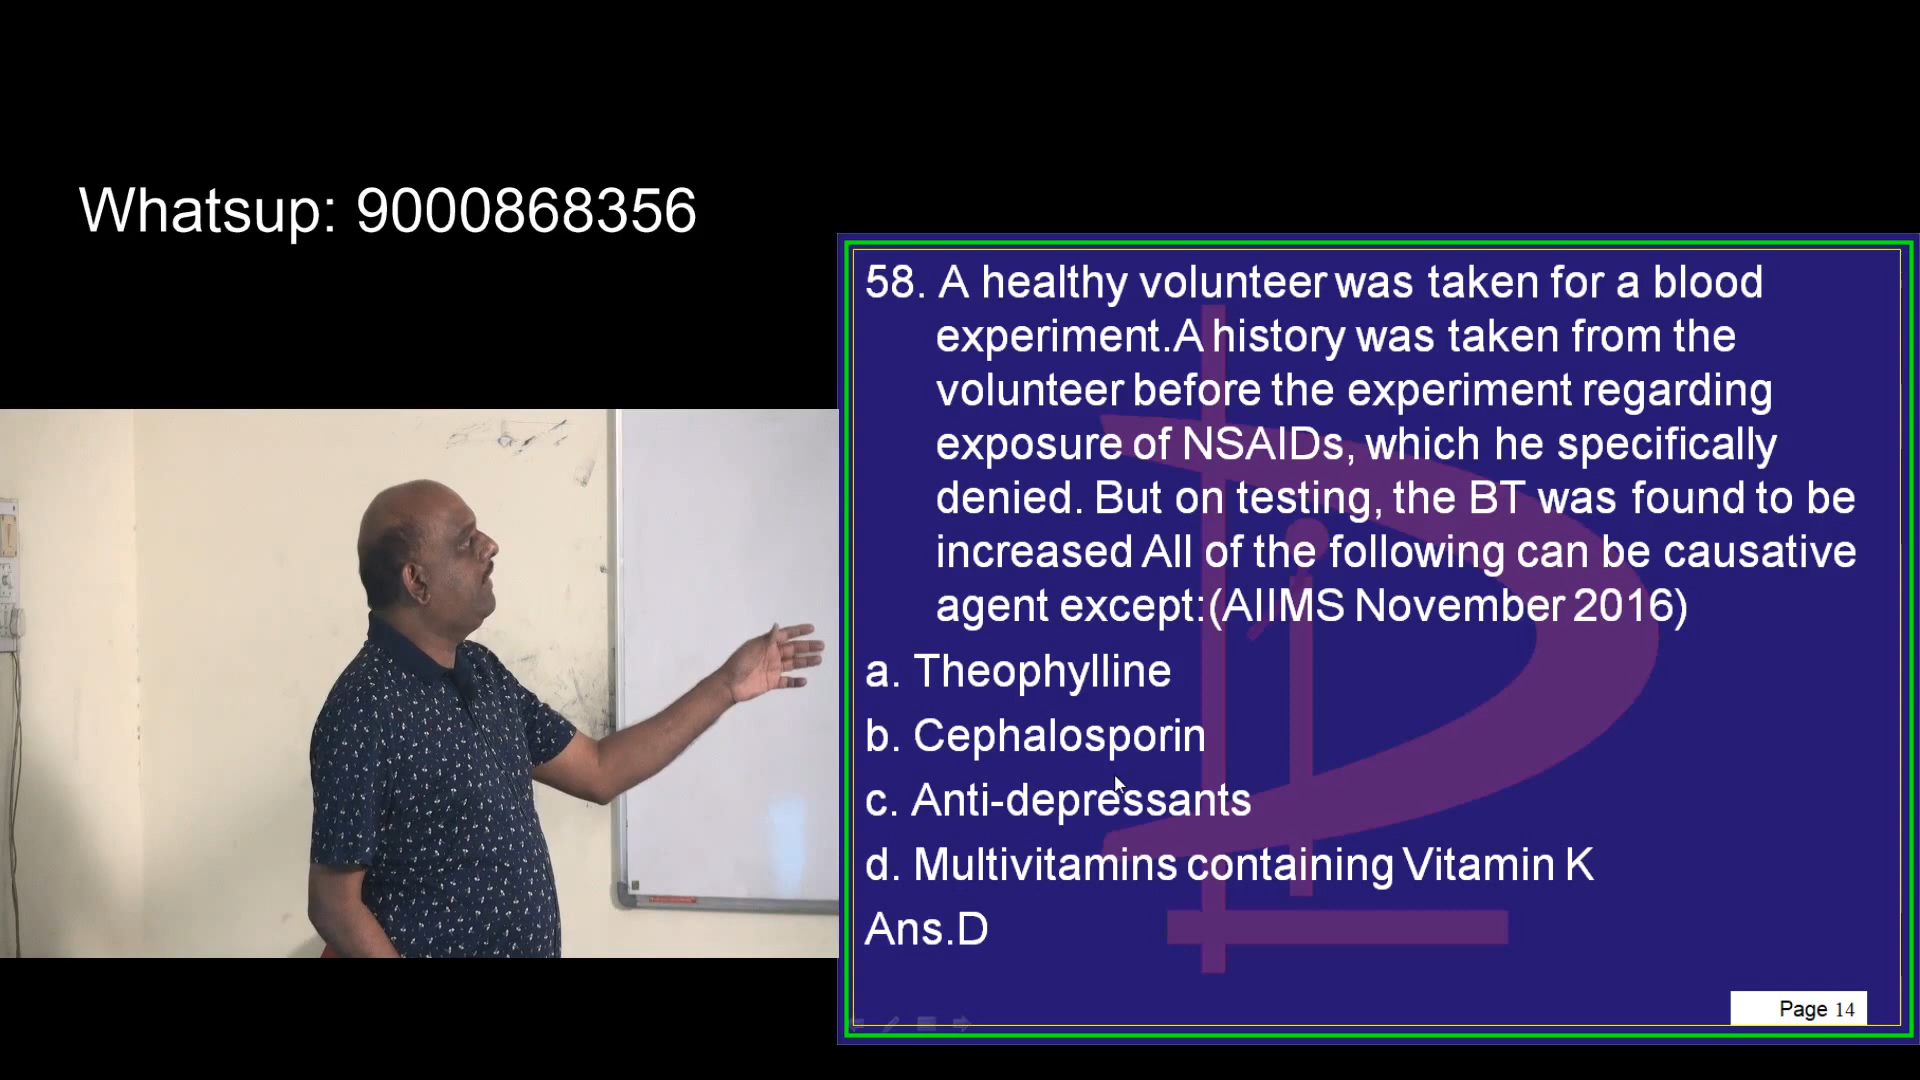 Whatsup: 9000868356
58. A healthy volunteer was taken for a blood
experiment.A history was taken from the
volunteer before the experiment regarding
exposure of NSAIDs, which he specifically
denied. But on testing, the BT was found to be
increased All of the following can be causative
agent except:(AIIMS November 2016)
a. Theophylline
b. Cephalosporin
c. Anti-depressants
d. Multivitamins containing Vitamin K
Ans.D
Page 14